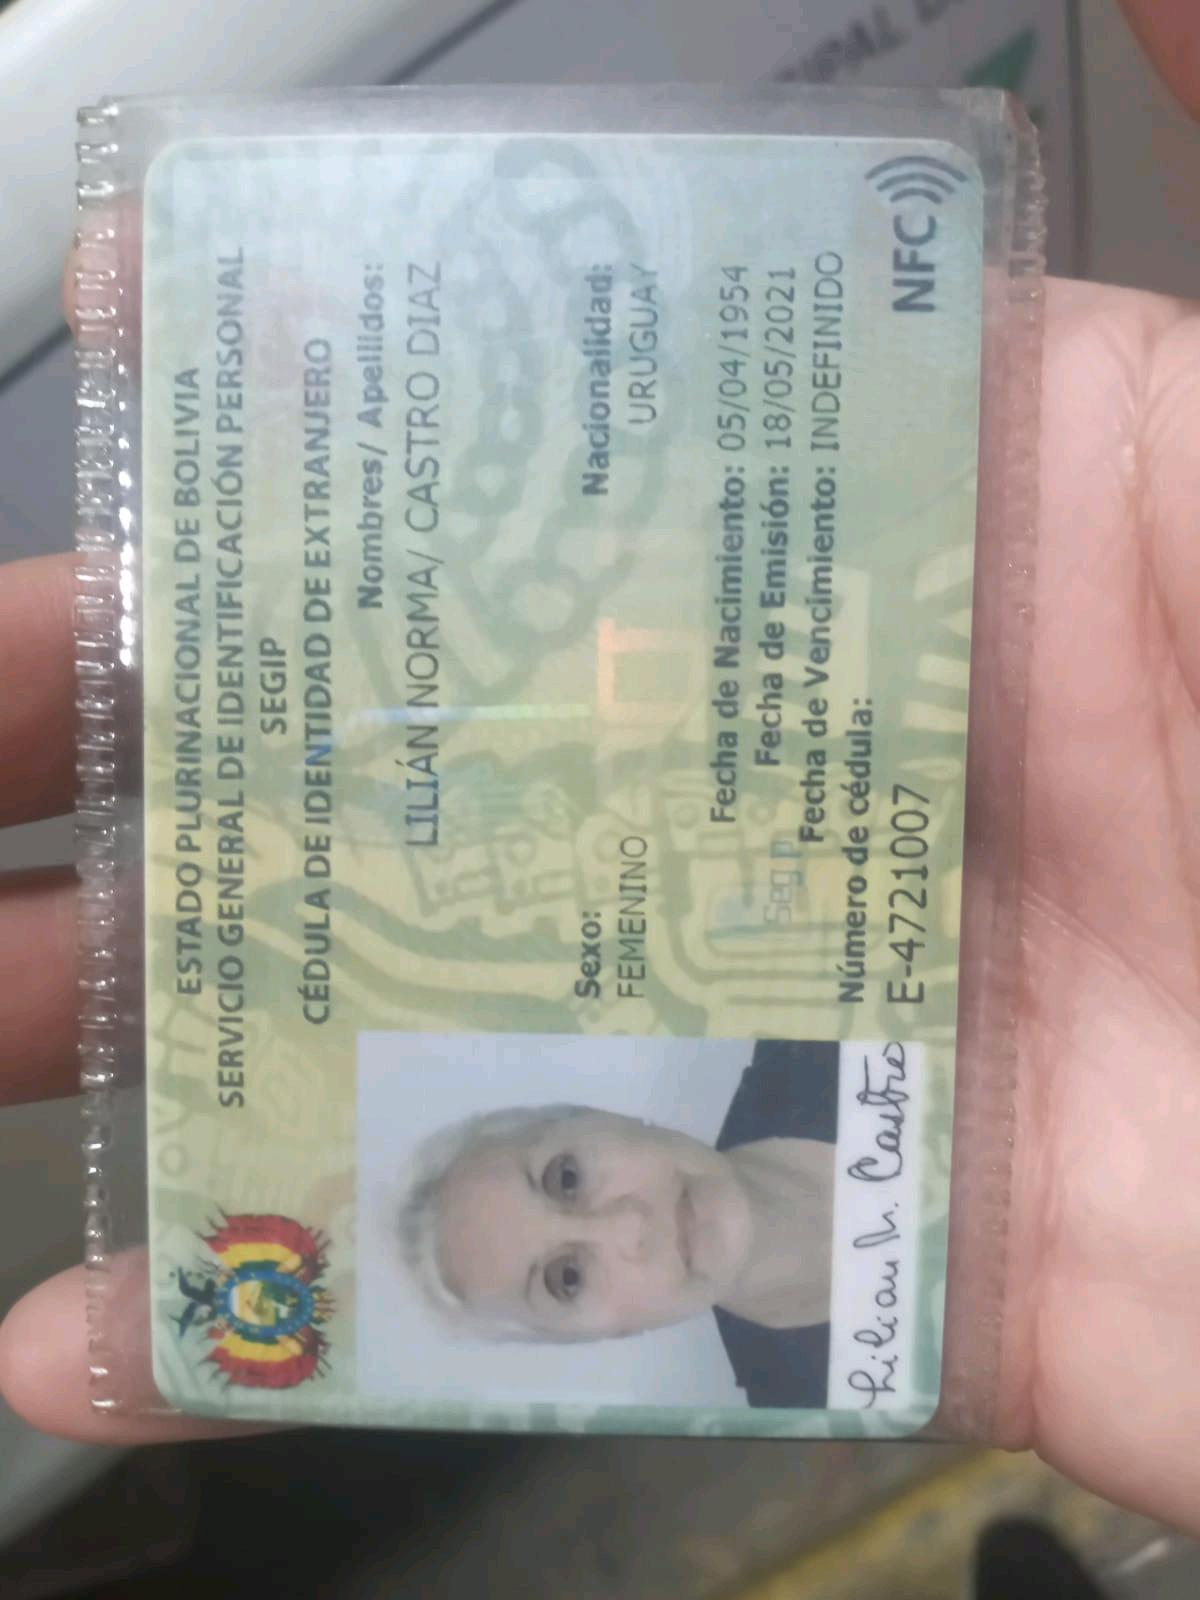 ESTADO PLURINACIONAL DE BOLIVIA
SERVICIO GENERAL DE IDENTIFICACIÓN PERSONAL
SEGIP
CÉDULA DE IDENTIDAD DE EXTRANJERO
Nombres/ Apellidos:
LILIÁN NORMA/ CASTRO DIAZ
Sexo: Nacionalidad:
FEMENINO URUGUAY
Fecha de Nacimiento: 05/04/1954
Fecha de Emisión: 18/05/2021
Fecha de Vencimiento: INDEFINIDO
Número de cédula:
E-4721007
NFC
Lilian N. Castro
Segip